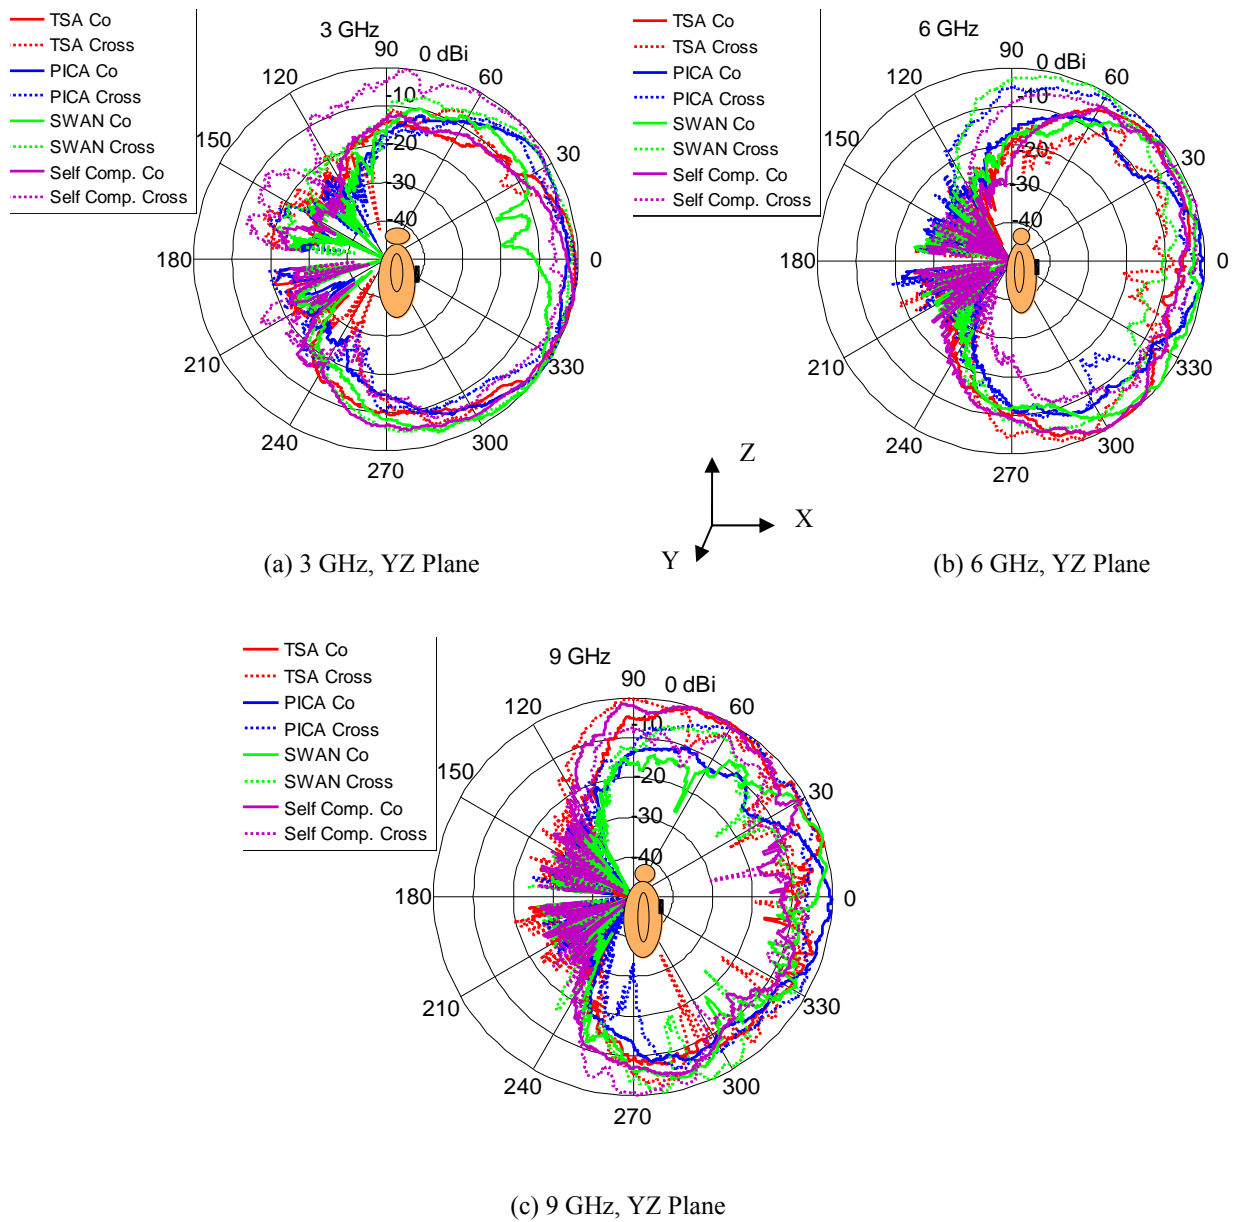 TSA Co
TSA Cross
PICA Co
PICA Cross
SWAN Co
SWAN Cross
Self Comp. Co
Self Comp. Cross
3 GHz
90
0 dBi
120
60
-10
150
-20
30
-30
-40
180
0
210
330
240
300
270
(a) 3 GHz, YZ Plane
TSA Co
TSA Cross
PICA Co
PICA Cross
SWAN Co
SWAN Cross
Self Comp. Co
Self Comp. Cross
6 GHz
90
0 dBi
120
60
-10
150
-20
30
-30
-40
180
0
210
330
240
300
270
Z
X
Y
(b) 6 GHz, YZ Plane
TSA Co
TSA Cross
PICA Co
PICA Cross
SWAN Co
SWAN Cross
Self Comp. Co
Self Comp. Cross
9 GHz
90
0 dBi
120
60
-10
150
-20
30
-30
-40
180
0
210
330
240
300
270
(c) 9 GHz, YZ Plane